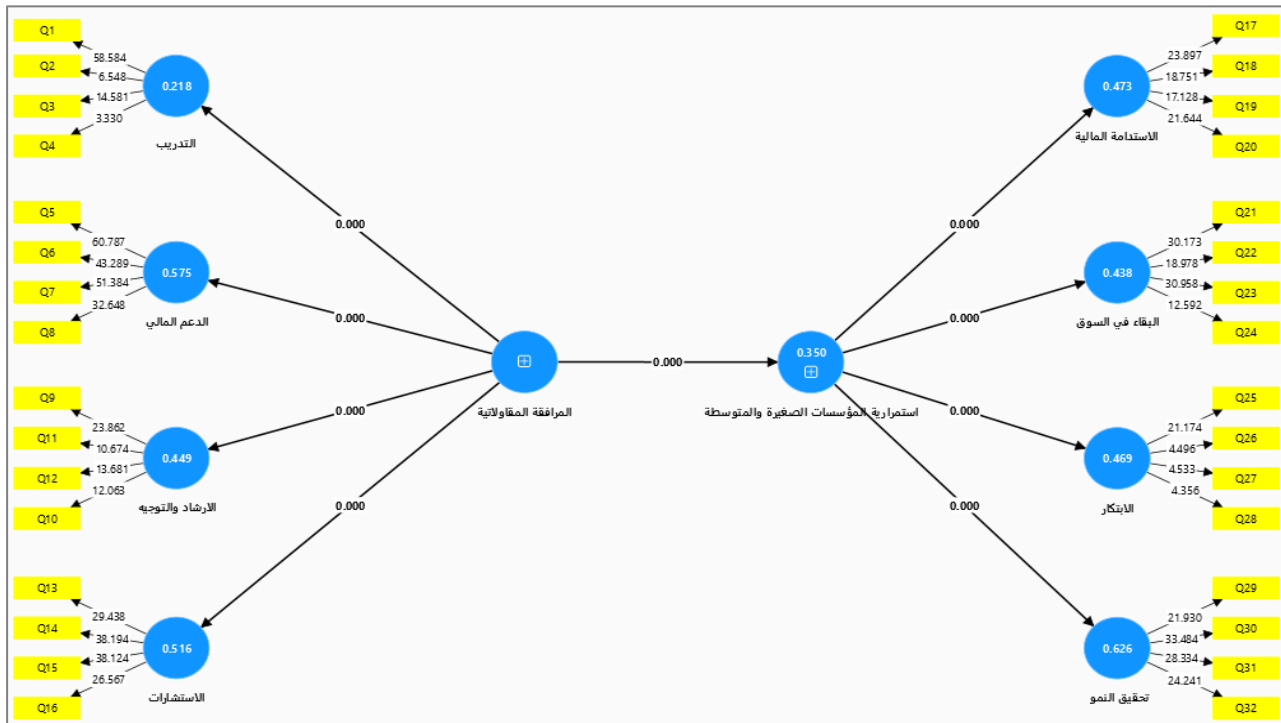 Q1
Q2
Q3
Q4
58.584
6.548
14.581
3.330
0.218
التدريب
0.000
Q5
Q6
Q7
Q8
60.787
43.289
51.384
32.648
0.575
الدعم المالي
0.000
Q9
Q11
Q12
Q10
23.862
10.674
13.681
12.063
0.449
الارشاد والتوجيه
0.000
Q13
Q14
Q15
Q16
29.438
38.194
38.124
26.567
0.516
الاستشارات
0.000
المرافقة المقاولاتية
0.000
0.350
استمرارية المؤسسات الصغيرة والمتوسطة
0.000
0.473
الاستدامة المالية
23.897
18.751
17.128
21.644
Q17
Q18
Q19
Q20
0.000
0.438
البقاء في السوق
30.173
18.978
30.958
12.592
Q21
Q22
Q23
Q24
0.000
0.469
الابتكار
21.174
4.496
4.533
4.356
Q25
Q26
Q27
Q28
0.000
0.626
تحقيق النمو
21.930
33.484
28.334
24.241
Q29
Q30
Q31
Q32